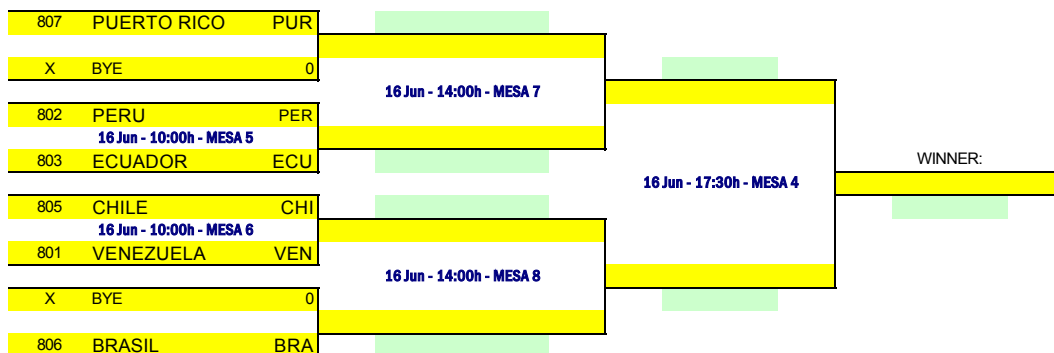 807 PUERTO RICO PUR
X BYE 0
16 Jun - 14:00h - MESA 7
802 PERU PER
16 Jun - 10:00h - MESA 5
803 ECUADOR ECU
WINNER:
16 Jun - 17:30h - MESA 4
805 CHILE CHI
16 Jun - 10:00h - MESA 6
801 VENEZUELA VEN
16 Jun - 14:00h - MESA 8
X BYE 0
806 BRASIL BRA